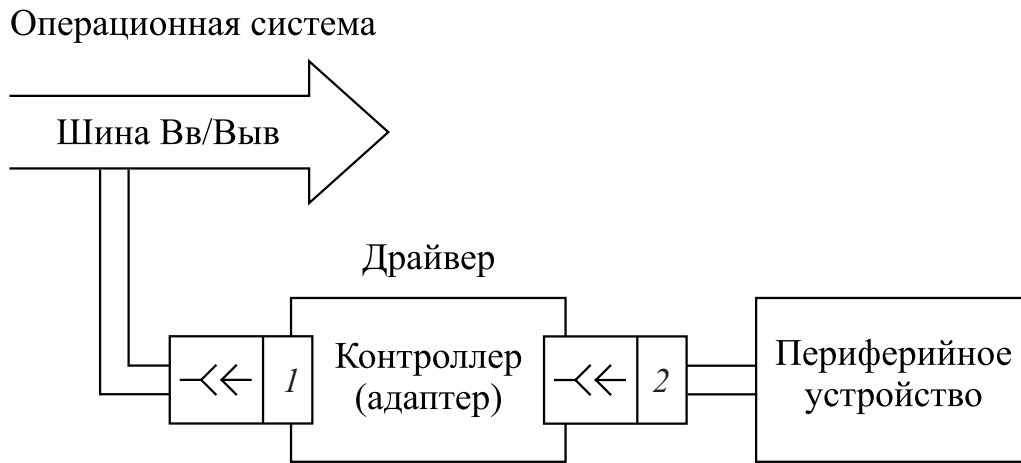 Операционная система
Шина Вв/Выв
Драйвер
1
Контроллер
(адаптер)
2
Периферийное
устройство